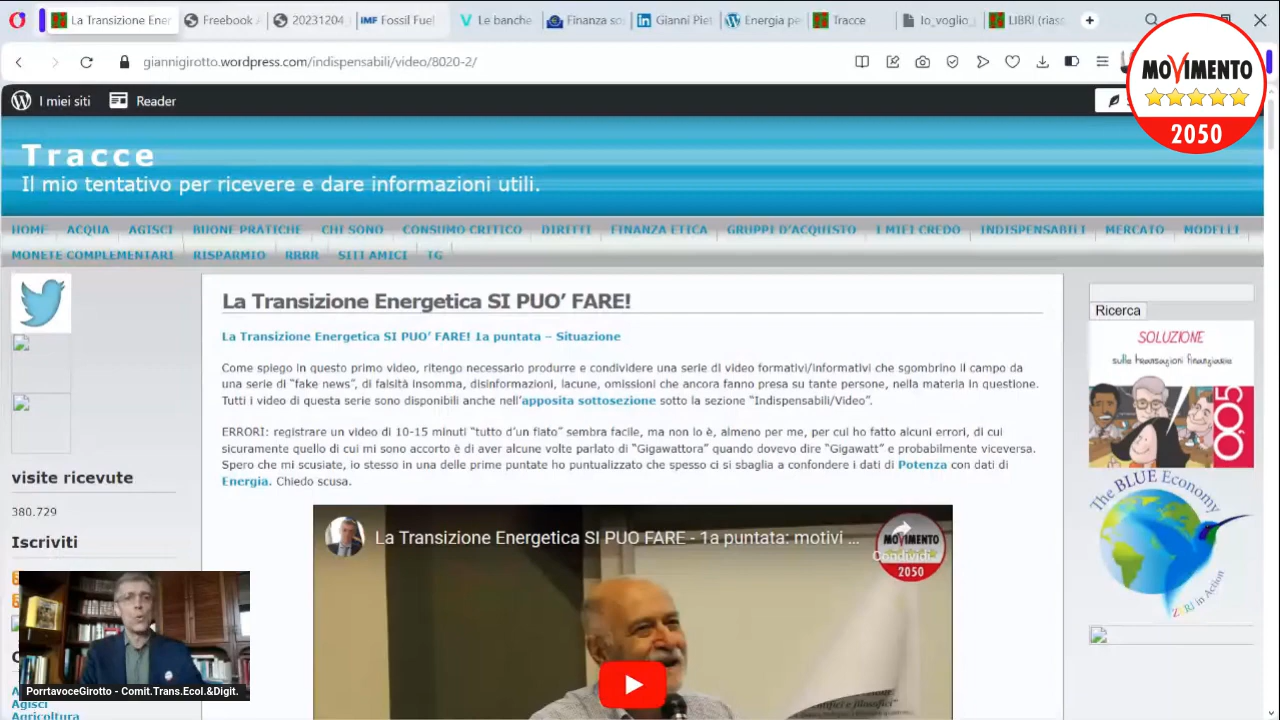 La Transizione Ener
Freebook A
20231204
IMF Fossil Fuel
Le banche
Finanza so
Gianni Piet
Energia pe
Tracce
Io_voglio_
LIBRI (riass
giannigirotto.wordpress.com/indispensabili/video/8020-2/
MOVIMENTO
2050
I miei siti
Reader
Tracce
Il mio tentativo per ricevere e dare informazioni utili.
HOME ACQUA AGISCI BUONE PRATICHE CHI SONO CONSUMO CRITICO DIRITTI FINANZA ETICA GRUPPI D'ACQUISTO I MIEI CREDO INDISPENSABILI MERCATO MODELLI
MONETE COMPLEMENTARI RISPARMIO RRRR SITI AMICI TG
La Transizione Energetica SI PUO' FARE!
La Transizione Energetica SI PUO' FARE! 1a puntata – Situazione
Come spiego in questo primo video, ritengo necessario produrre e condividere una serie di video formativi/informativi che sgombrino il campo da
una serie di "fake news", di falsità insomma, disinformazioni, lacune, omissioni che ancora fanno presa su tante persone, nella materia in questione.
Tutti i video di questa serie sono disponibili anche nell'apposita sottosezione sotto la sezione "Indispensabili/Video".
ERRORI: registrare un video di 10-15 minuti "tutto d'un fiato" sembra facile, ma non lo è, almeno per me, per cui ho fatto alcuni errori, di cui
sicuramente quello di cui mi sono accorto è di aver alcune volte parlato di "Gigawattora" quando dovevo dire "Gigawatt" e probabilmente viceversa.
Spero che mi scusiate, io stesso in una delle prime puntate ho puntualizzato che spesso ci si sbaglia a confondere i dati di Potenza con dati di
Energia. Chiedo scusa.
La Transizione Energetica SI PUO FARE - 1a puntata: motivi ...
MOVIMENTO
Condividi
2050
visite ricevute
380.729
Iscriviti
PorrtavoceGirotto - Comit.Trans.Ecol.&Digit.
Agisci
Agricoltura
Ricerca
SOLUZIONE
sulle transazioni finanziarie
0,05
The BLUE Economy
ZERI in Action